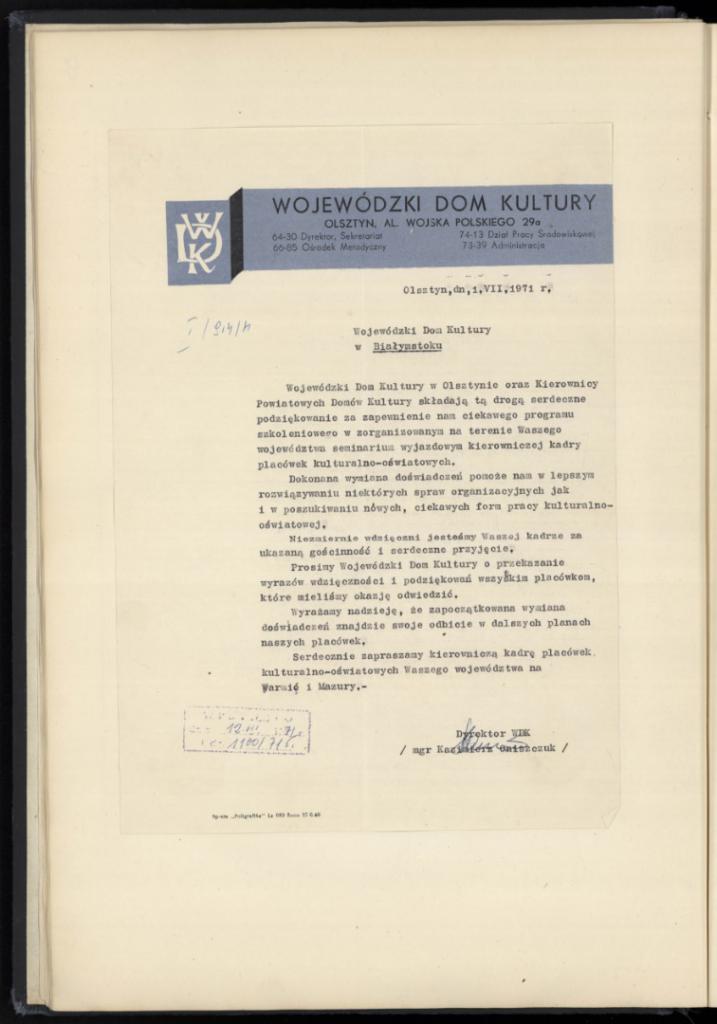 WDK
WOJEWÓDZKI DOM KULTURY
OLSZTYN, AL. WOJSKA POLSKIEGO 29a
64-30 Dyrektor, Sekretariat 74-13 Dział Pracy Środowiskowej
66-85 Ośrodek Metodyczny 73-39 Administracja
Olsztyn,dn,1,VII,1971 r,
Wojewódzki Dom Kultury
w Białymstoku
Wojewódzki Dom Kultury w Olsztynie oraz Kierownicy
Powiatowych Domów Kultury składają tą drogą serdeczne
podziękowanie za zapewnienie nam ciekawego programu
szkoleniowego w zorganizowanym na terenie Waszego
województwa seminarium wyjazdowym kierowniczej kadry
placówek kulturalno-oświatowych.
Dokonana wymiana doświadczeń pomoże nam w lepszym
rozwiązywaniu niektórych spraw organizacyjnych jak
i w poszukiwaniu nowych, ciekawych form pracy kulturalno-
oświatowej.
Niezmiernie wdzięczni jesteśmy Waszej kadrze za
ukazaną gościnność i serdeczne przyjęcie.
Prosimy Wojewódzki Dom Kultury o przekazanie
wyrazów wdzięczności i podziękowań wszyskim placówkom,
które mieliśmy okazję odwiedzić.
Wyrażamy nadzieję, że zapoczątkowana wymiana
doświadczeń znajdzie swoje odbicie w dalszych planach
naszych placówek.
Serdecznie zapraszamy kierowniczą kadrę placówek
kulturalno-oświatowych Waszego województwa na
Warmię i Mazury.-
Dyrektor WDK
/ mgr Kazimierz Oniszczuk /
1190/71